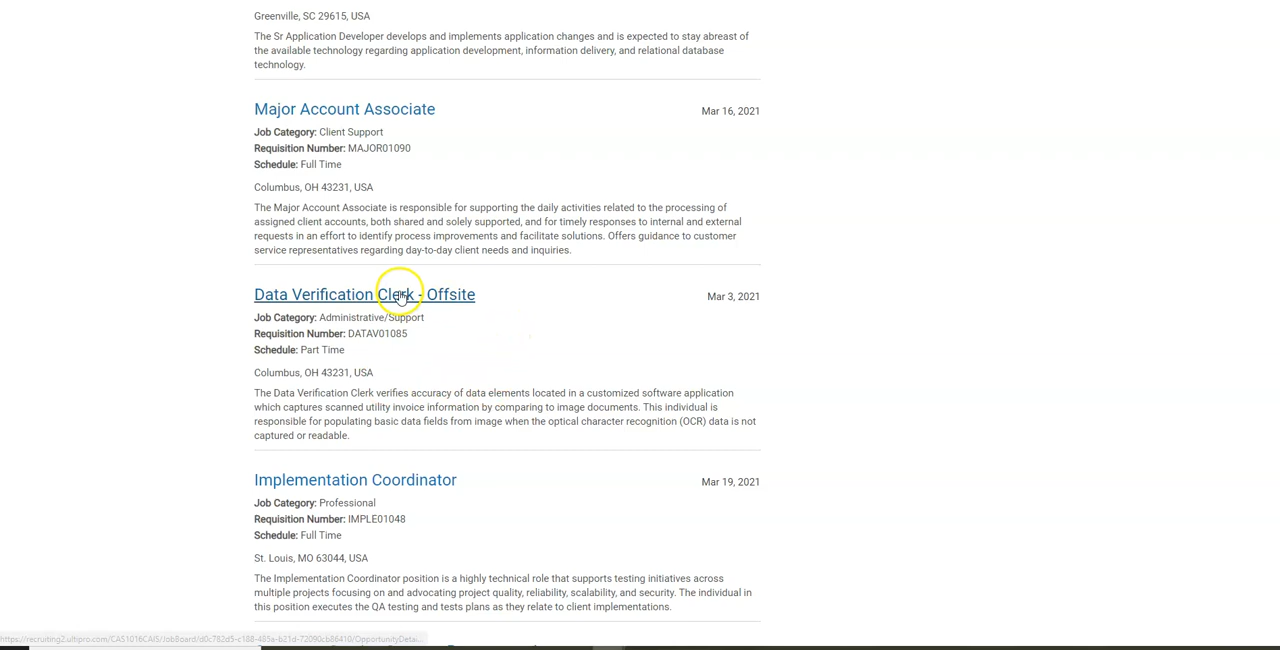 Greenville, SC 29615, USA
The Sr Application Developer develops and implements application changes and is expected to stay abreast of
the available technology regarding application development, information delivery, and relational database
technology.
Major Account Associate
Mar 16, 2021
Job Category: Client Support
Requisition Number: MAJOR01090
Schedule: Full Time
Columbus, OH 43231, USA
The Major Account Associate is responsible for supporting the daily activities related to the processing of
assigned client accounts, both shared and solely supported, and for timely responses to internal and external
requests in an effort to identify process improvements and facilitate solutions. Offers guidance to customer
service representatives regarding day-to-day client needs and inquiries.
Data Verification Clerk - Offsite
Mar 3, 2021
Job Category: Administrative/Support
Requisition Number: DATAV01085
Schedule: Part Time
Columbus, OH 43231, USA
The Data Verification Clerk verifies accuracy of data elements located in a customized software application
which captures scanned utility invoice information by comparing to image documents. This individual is
responsible for populating basic data fields from image when the optical character recognition (OCR) data is not
captured or readable.
Implementation Coordinator
Mar 19, 2021
Job Category: Professional
Requisition Number: IMPLE01048
Schedule: Full Time
St. Louis, MO 63044, USA
The Implementation Coordinator position is a highly technical role that supports testing initiatives across
multiple projects focusing on and advocating project quality, reliability, scalability, and security. The individual in
this position executes the QA testing and tests plans as they relate to client implementations.